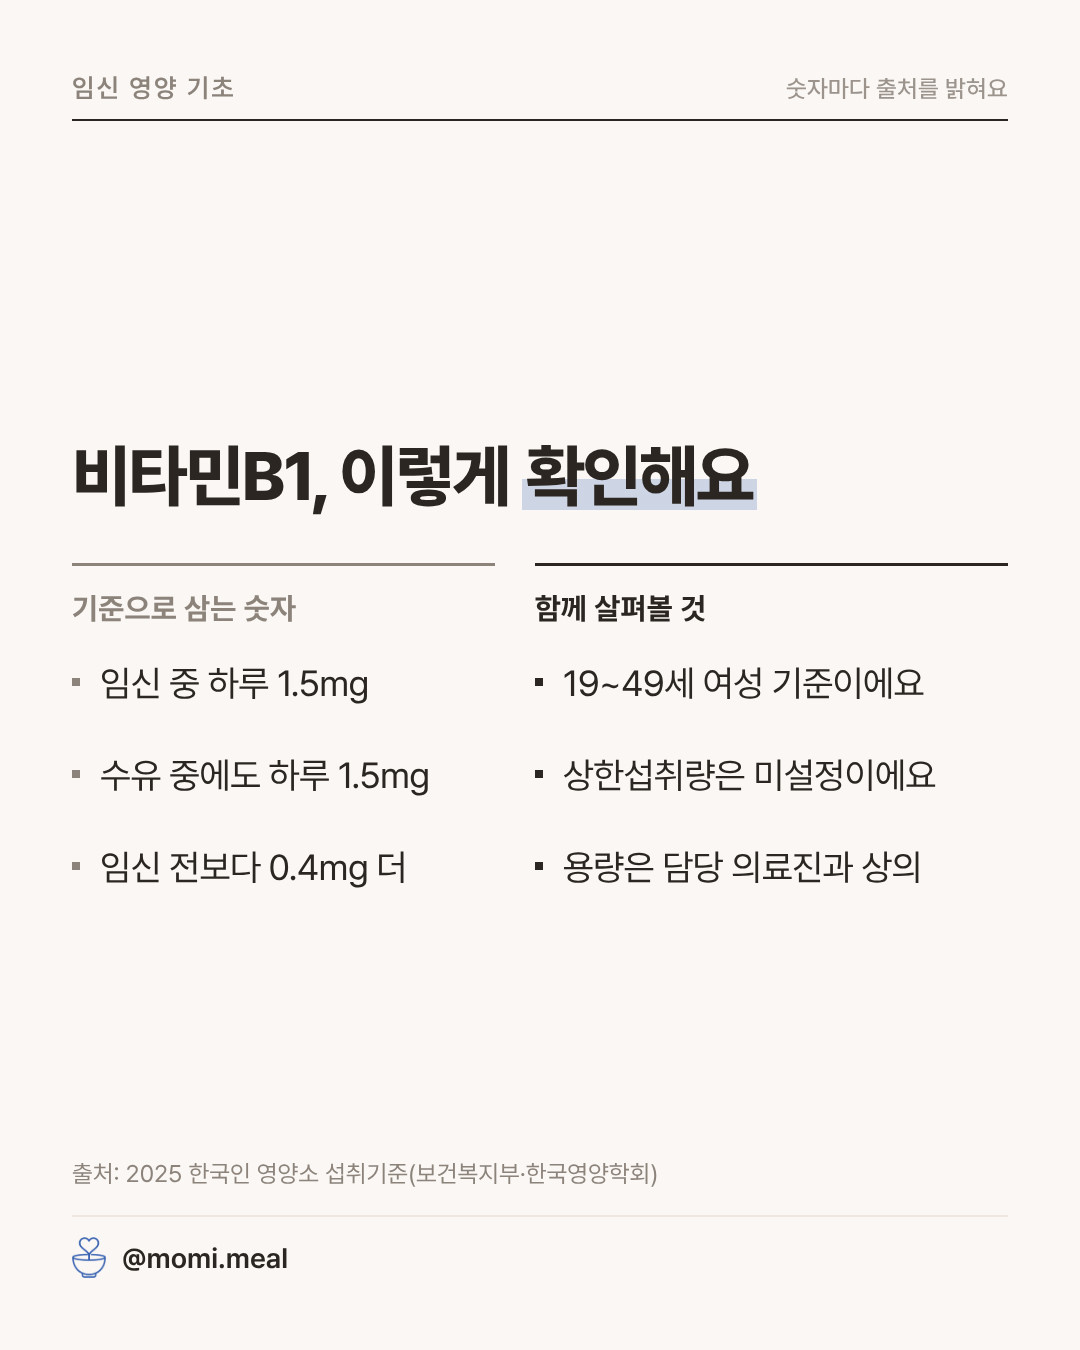 임신 영양 기초
숫자마다 출처를 밝혀요
비타민B1, 이렇게 확인해요
기준으로 삼는 숫자
임신 중 하루 1.5mg
수유 중에도 하루 1.5mg
임신 전보다 0.4mg 더
함께 살펴볼 것
19~49세 여성 기준이에요
상한섭취량은 미설정이에요
용량은 담당 의료진과 상의
출처: 2025 한국인 영양소 섭취기준(보건복지부·한국영양학회)
@momi.meal